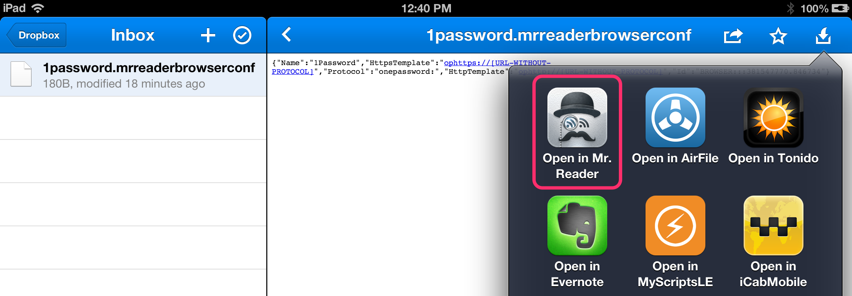 iPad 12:40 PM 100%
Dropbox Inbox
1password.mrreaderbrowserconf
1password.mrreaderbrowserconf
180B, modified 18 minutes ago
{"Name":"1Password","HttpsTemplate":"ophttps://[URL-WITHOUT-
PROTOCOL]","Protocol":"onepassword:","HttpTemplate"
Open in Mr.
Reader
Open in AirFile
Open in Tonido
Open in
Evernote
Open in
MyScriptsLE
Open in
iCabMobile